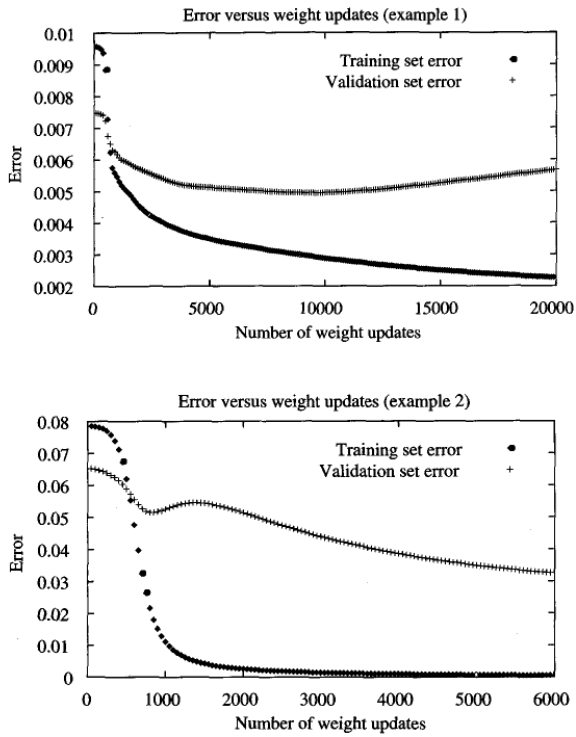 Error versus weight updates (example 1)
0.01
0.009
0.008
0.007
0.006
0.005
0.004
0.003
0.002
Error
Training set error
Validation set error
0 5000 10000 15000 20000
Number of weight updates
Error versus weight updates (example 2)
0.08
0.07
0.06
0.05
0.04
0.03
0.02
0.01
0
Error
Training set error
Validation set error
0 1000 2000 3000 4000 5000 6000
Number of weight updates